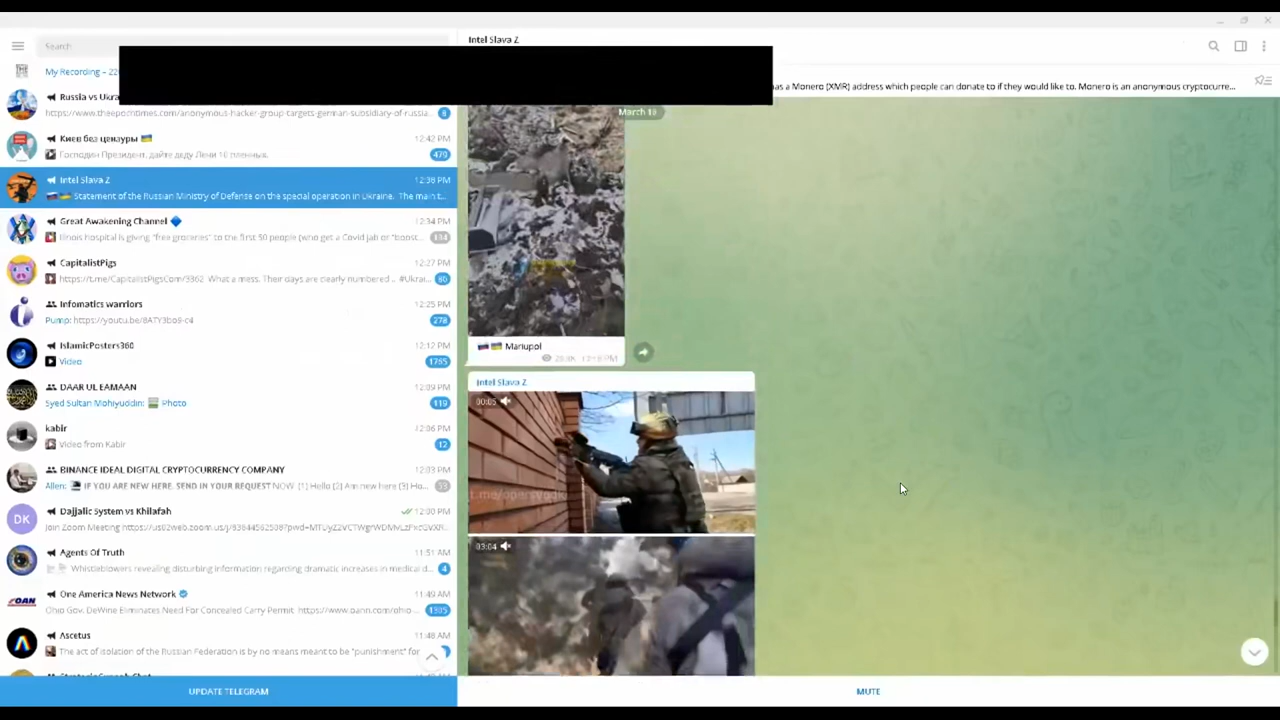 Search
Intel Slava Z
My Recording – 22
Russia vs Ukra
https://www.theepochtimes.com/anonymous-hacker-group-targets-german-subsidiary-of-russia...
6
has a Monero (XMR) address which people can donate to if they would like to. Monero is an anonymous cryptocurre...
March 18
Киев без цензуры
12:42 PM
Господин Президент, дайте деду Лени 10 пленных.
479
Intel Slava Z
12:38 PM
Statement of the Russian Ministry of Defense on the special operation in Ukraine. The main t...
Great Awakening Channel
12:34 PM
Illinois hospital is giving "free groceries" to the first 50 people who get a Covid jab or "boost...
CapitalistPigs
12:27 PM
https://t.me/CapitalistPigsCom/3362 What a mess. Their days are clearly numbered .. #Ukrai...
80
Infomatics warriors
12:25 PM
Pump: https://youtu.be/8ATY3bo9-c4
278
IslamicPosters360
12:12 PM
Video
1765
DAAR UL EAMAAN
12:09 PM
Syed Sultan Mohiyuddin: Photo
119
kabir
12:06 PM
Video from Kabir
12
BINANCE IDEAL DIGITAL CRYPTOCURRENCY COMPANY
12:03 PM
Allen: IF YOU ARE NEW HERE. SEND IN YOUR REQUEST NOW (1) Hello (2) Am new here (3) Ho...
53
DK
Dajjalic System vs Khilafah
12:00 PM
Join Zoom Meeting
Agents Of Truth
11:51 AM
Whistleblowers revealing disturbing information regarding dramatic increases in medical d...
4
OAN
One America News Network
11:49 AM
Ohio Gov. DeWine Eliminates Need For Concealed Carry Permit https://www.oann.com/ohio-...
1305
Ascetus
11:48 AM
The act of isolation of the Russian Federation is by no means meant to be "punishment" for
UPDATE TELEGRAM
Mariupol
Intel Slava Z
00:05
t.me/opersvodki
03:04
MUTE